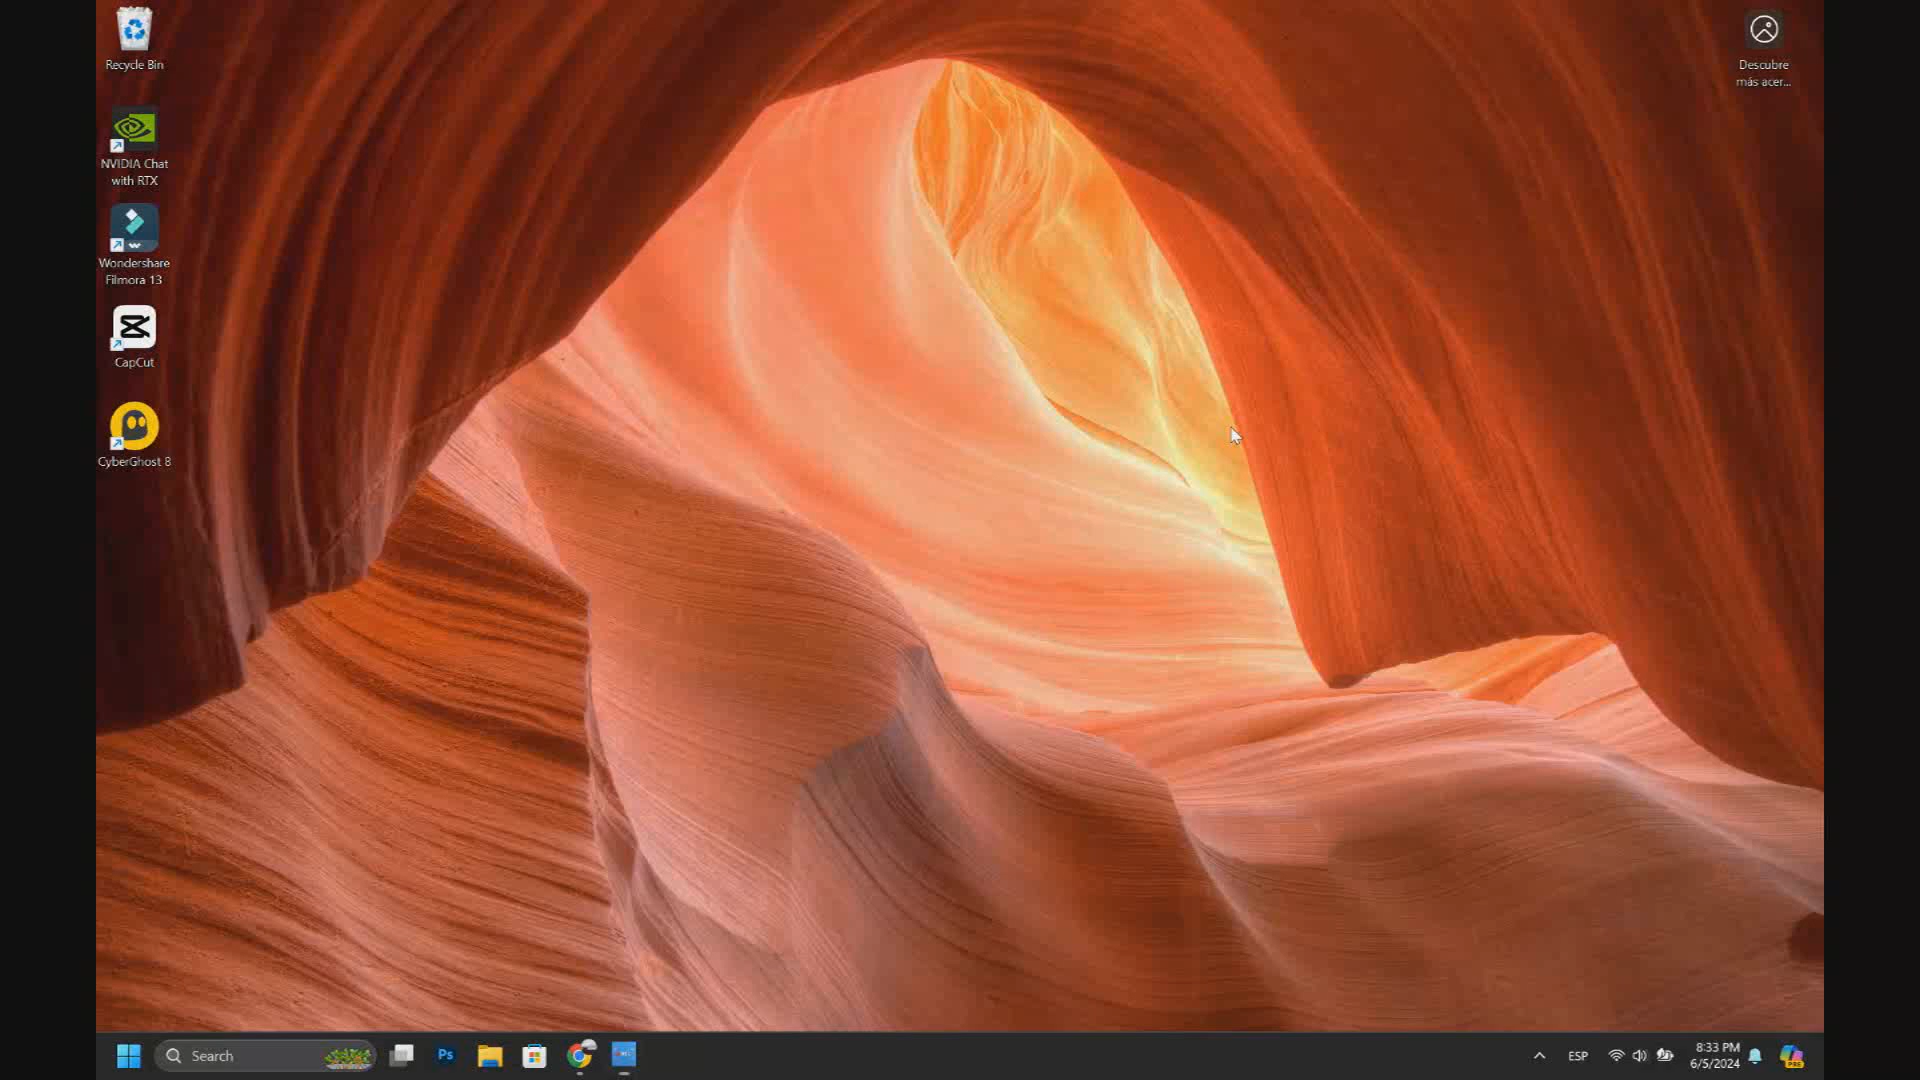 Recycle Bin
NVIDIA Chat
with RTX
Wondershare
Filmora 13
CapCut
CyberGhost 8
Descubre
más acer...
Search
Ps
ESP
8:33 PM
6/5/2024
PRE